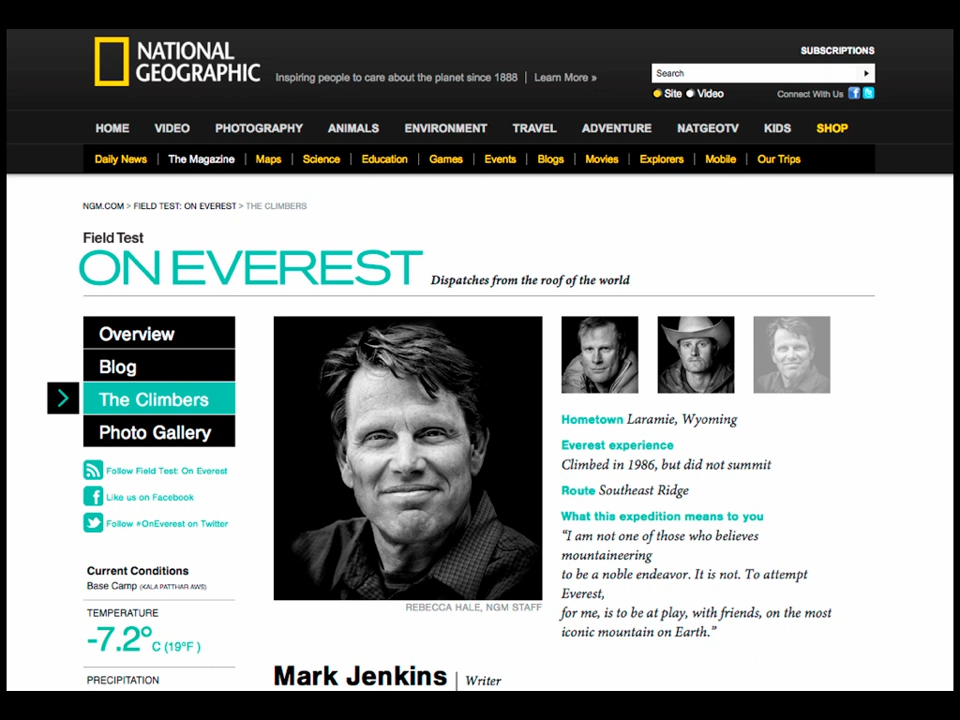 NATIONAL
GEOGRAPHIC
Inspiring people to care about the planet since 1888 | Learn More »
SUBSCRIPTIONS
Search
Site Video
Connect With Us
HOME VIDEO PHOTOGRAPHY ANIMALS ENVIRONMENT TRAVEL ADVENTURE NATGEOTV KIDS SHOP
Daily News | The Magazine | Maps | Science | Education | Games | Events | Blogs | Movies | Explorers | Mobile | Our Trips
NGM.COM > FIELD TEST: ON EVEREST > THE CLIMBERS
Field Test
ON EVEREST
Dispatches from the roof of the world
Overview
Blog
The Climbers
Photo Gallery
Follow Field Test: On Everest
Like us on Facebook
Follow #OnEverest on Twitter
Current Conditions
Base Camp (KALA PATTHAR AWS)
TEMPERATURE
-7.2° C (19°F )
PRECIPITATION
REBECCA HALE, NGM STAFF
Mark Jenkins | Writer
Hometown Laramie, Wyoming
Everest experience
Climbed in 1986, but did not summit
Route Southeast Ridge
What this expedition means to you
“I am not one of those who believes
mountaineering
to be a noble endeavor. It is not. To attempt
Everest,
for me, is to be at play, with friends, on the most
iconic mountain on Earth.”